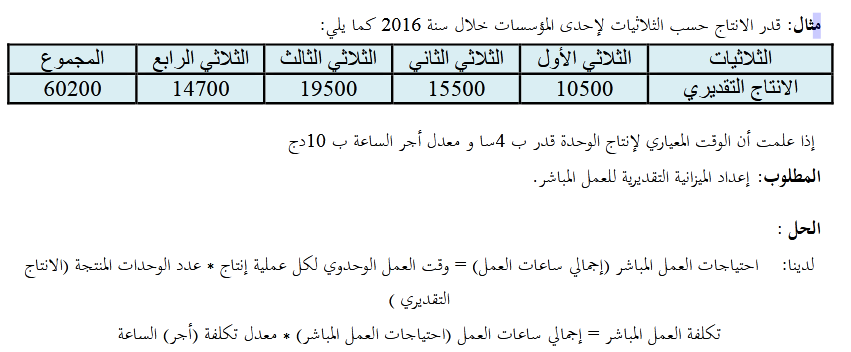 مثال: قدر الانتاج حسب الثلاثيات لإحدى المؤسسات خلال سنة 2016 كما يلي:
الثلاثيات الثلاثي الأول الثلاثي الثاني الثلاثي الثالث الثلاثي الرابع المجموع
الانتاج التقديري 10500 15500 19500 14700 60200
إذا علمت أن الوقت المعياري لإنتاج الوحدة قدر ب 4سا و معدل أجر الساعة ب 10دج
المطلوب: إعداد الميزانية التقديرية للعمل المباشر.
الحل :
لدينا: احتياجات العمل المباشر (إجمالي ساعات العمل) = وقت العمل الوحدوي لكل عملية إنتاج * عدد الوحدات المنتجة (الانتاج
التقديري )
تكلفة العمل المباشر = إجمالي ساعات العمل (احتياجات العمل المباشر) * معدل تكلفة (أجر) الساعة